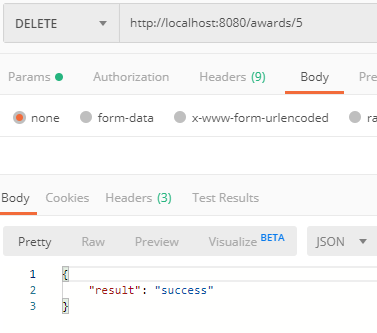 DELETE http://localhost:8080/awards/5
Params Authorization Headers (9) Body Pre
none form-data x-www-form-urlencoded ra
Body Cookies Headers (3) Test Results
Pretty Raw Preview Visualize BETA JSON
1 {
2 "result": "success"
3 }